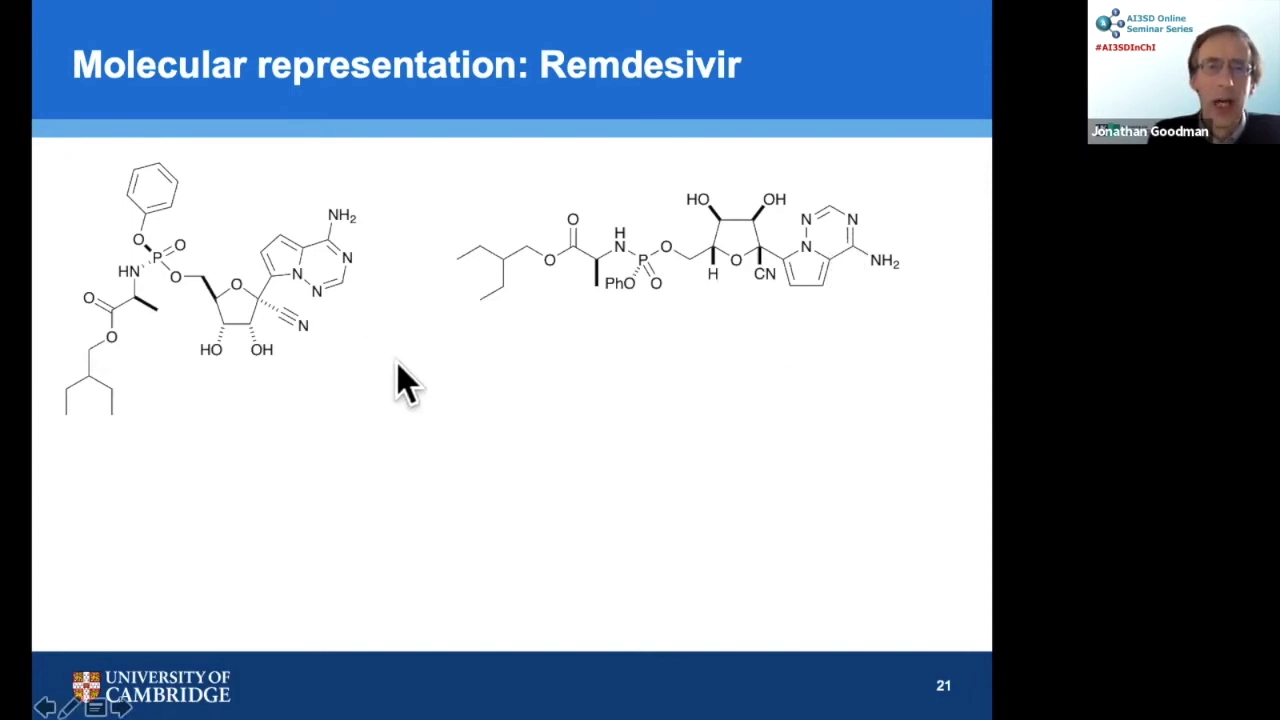 Molecular representation: Remdesivir
AI3SD Online
Seminar Series
#AI3SDInChI
Jonathan Goodman
O
P
O
HN
O
O
O
O
HO
OH
N
N
N
N
NH2
O
O
H
N
P
PhO
O
O
HO
OH
O
H
CN
N
N
N
NH2
UNIVERSITY OF
CAMBRIDGE
21